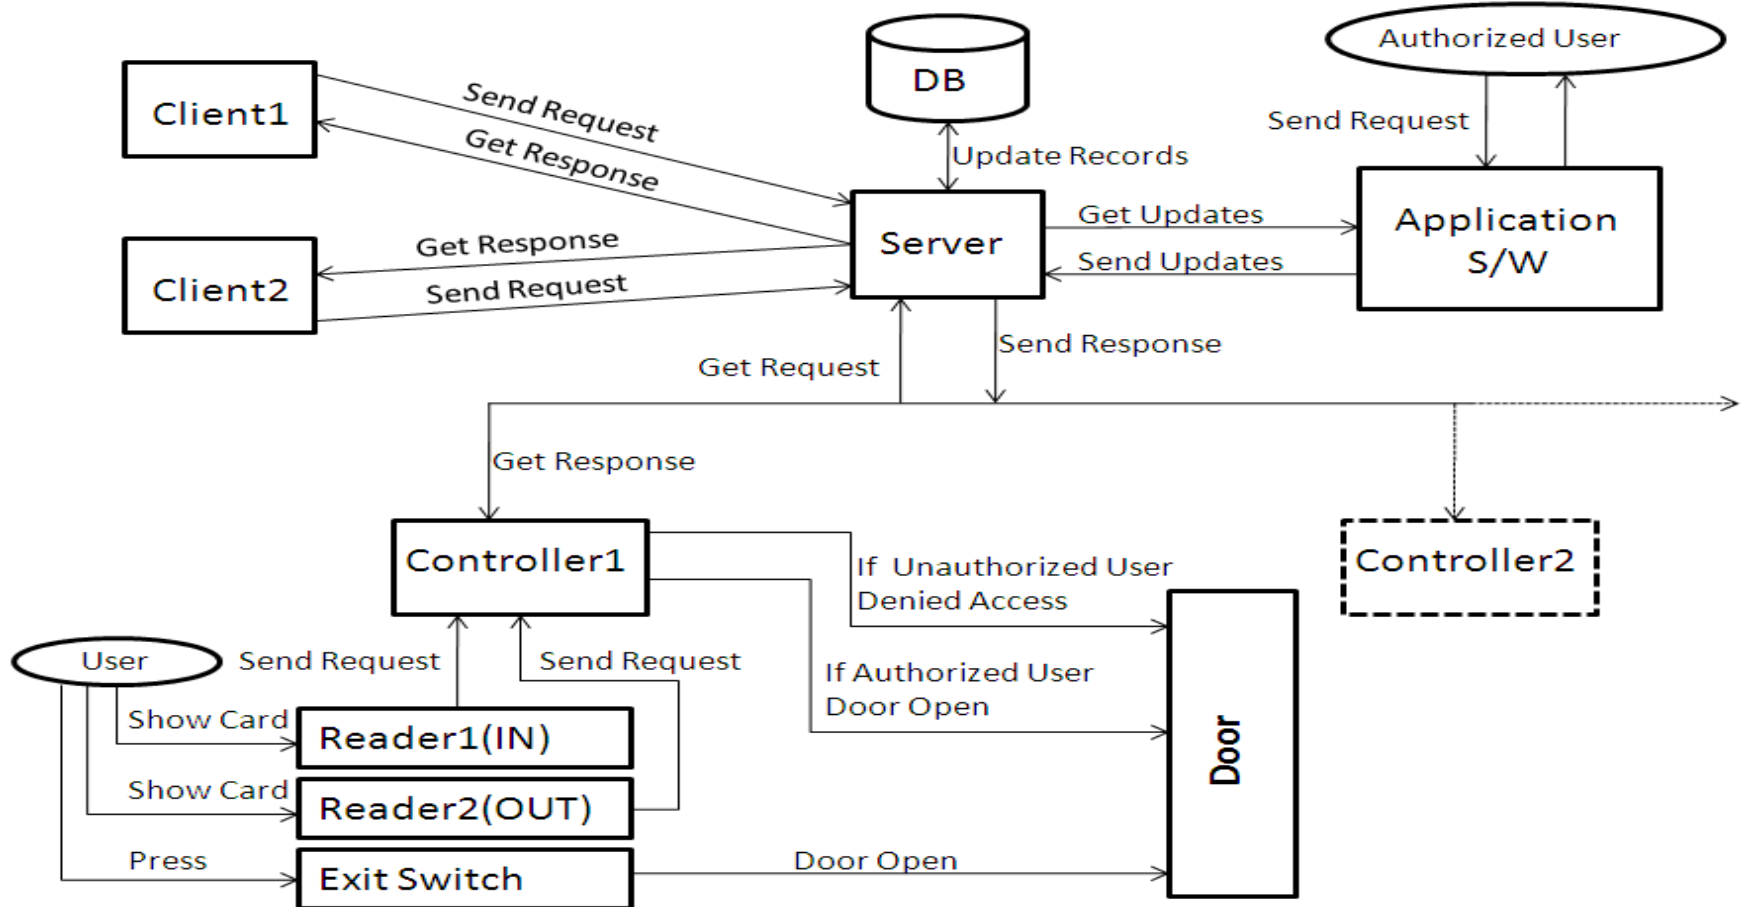 DB
Authorized User
Client1
Send Request
Get Response
Send Request
Update Records
Application
S/W
Get Updates
Server
Send Updates
Client2
Get Response
Send Request
Get Request
Send Response
Get Response
Controller1
Controller2
If  Unauthorized User
Denied Access
User
Send Request
Send Request
If Authorized User
Door Open
Show Card
Reader1(IN)
Door
Show Card
Reader2(OUT)
Press
Exit Switch
Door Open